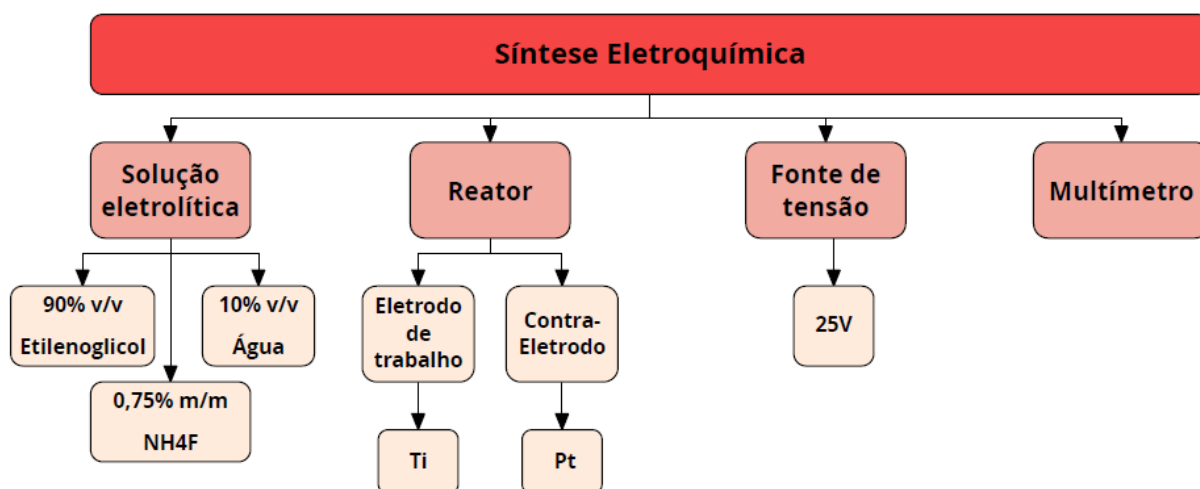 Síntese Eletroquímica
Solução
eletrolítica
Reator
Fonte de
tensão
Multímetro
90% v/v
Etilenoglicol
10% v/v
Água
0,75% m/m
NH4F
Eletrodo
de
trabalho
Contra-
Eletrodo
25V
Ti
Pt